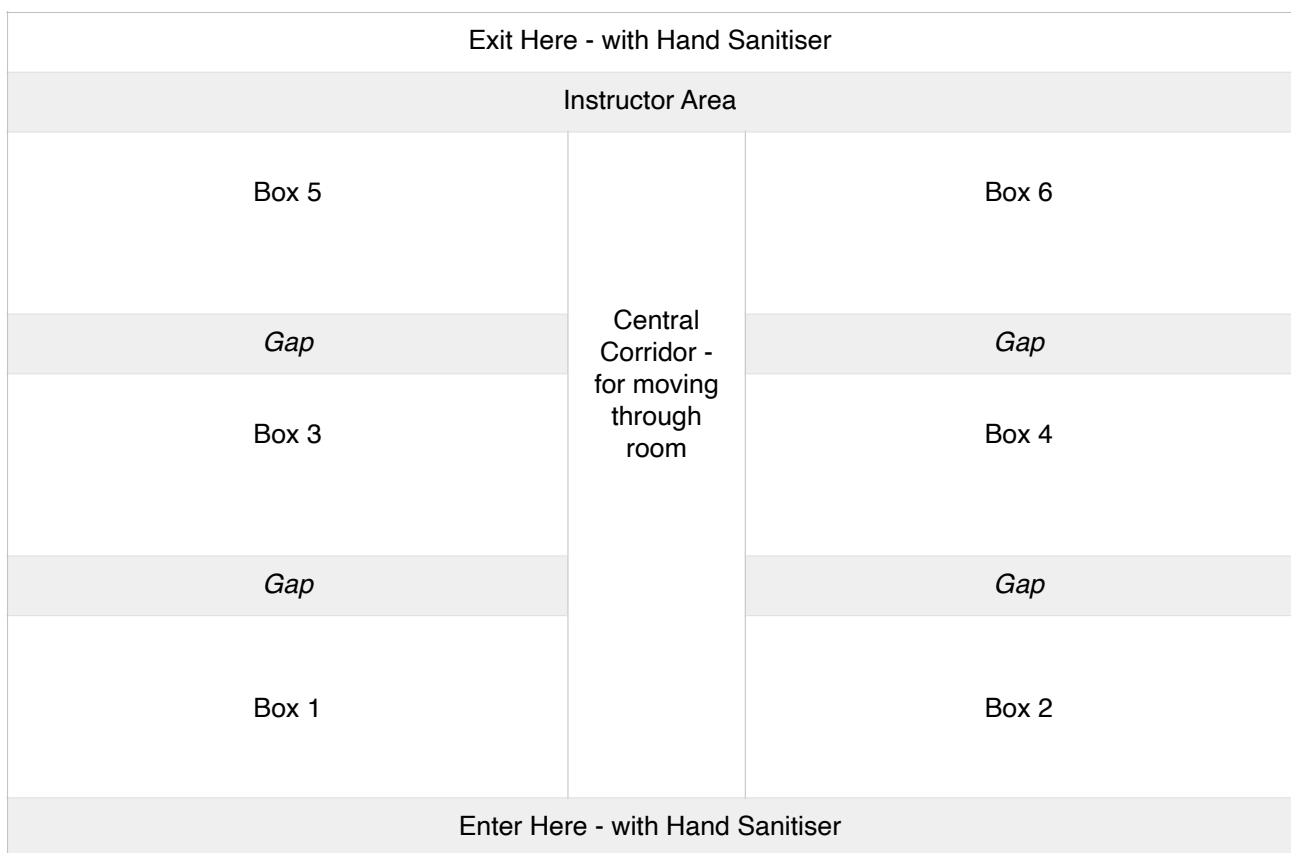 Exit Here - with Hand Sanitiser
Instructor Area
Box 5
Box 6
Gap
Central
Corridor -
for moving
through
room
Gap
Box 3
Box 4
Gap
Gap
Box 1
Box 2
Enter Here - with Hand Sanitiser